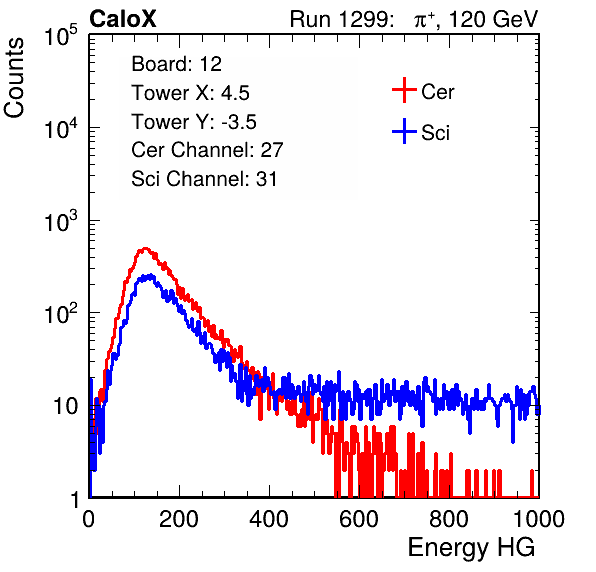 CaloX Run 1299: π⁺, 120 GeV
Counts
Board: 12
Tower X: 4.5
Tower Y: -3.5
Cer Channel: 27
Sci Channel: 31
Cer
Sci
10⁵
10⁴
10³
10²
10
1
0 200 400 600 800 1000
Energy HG